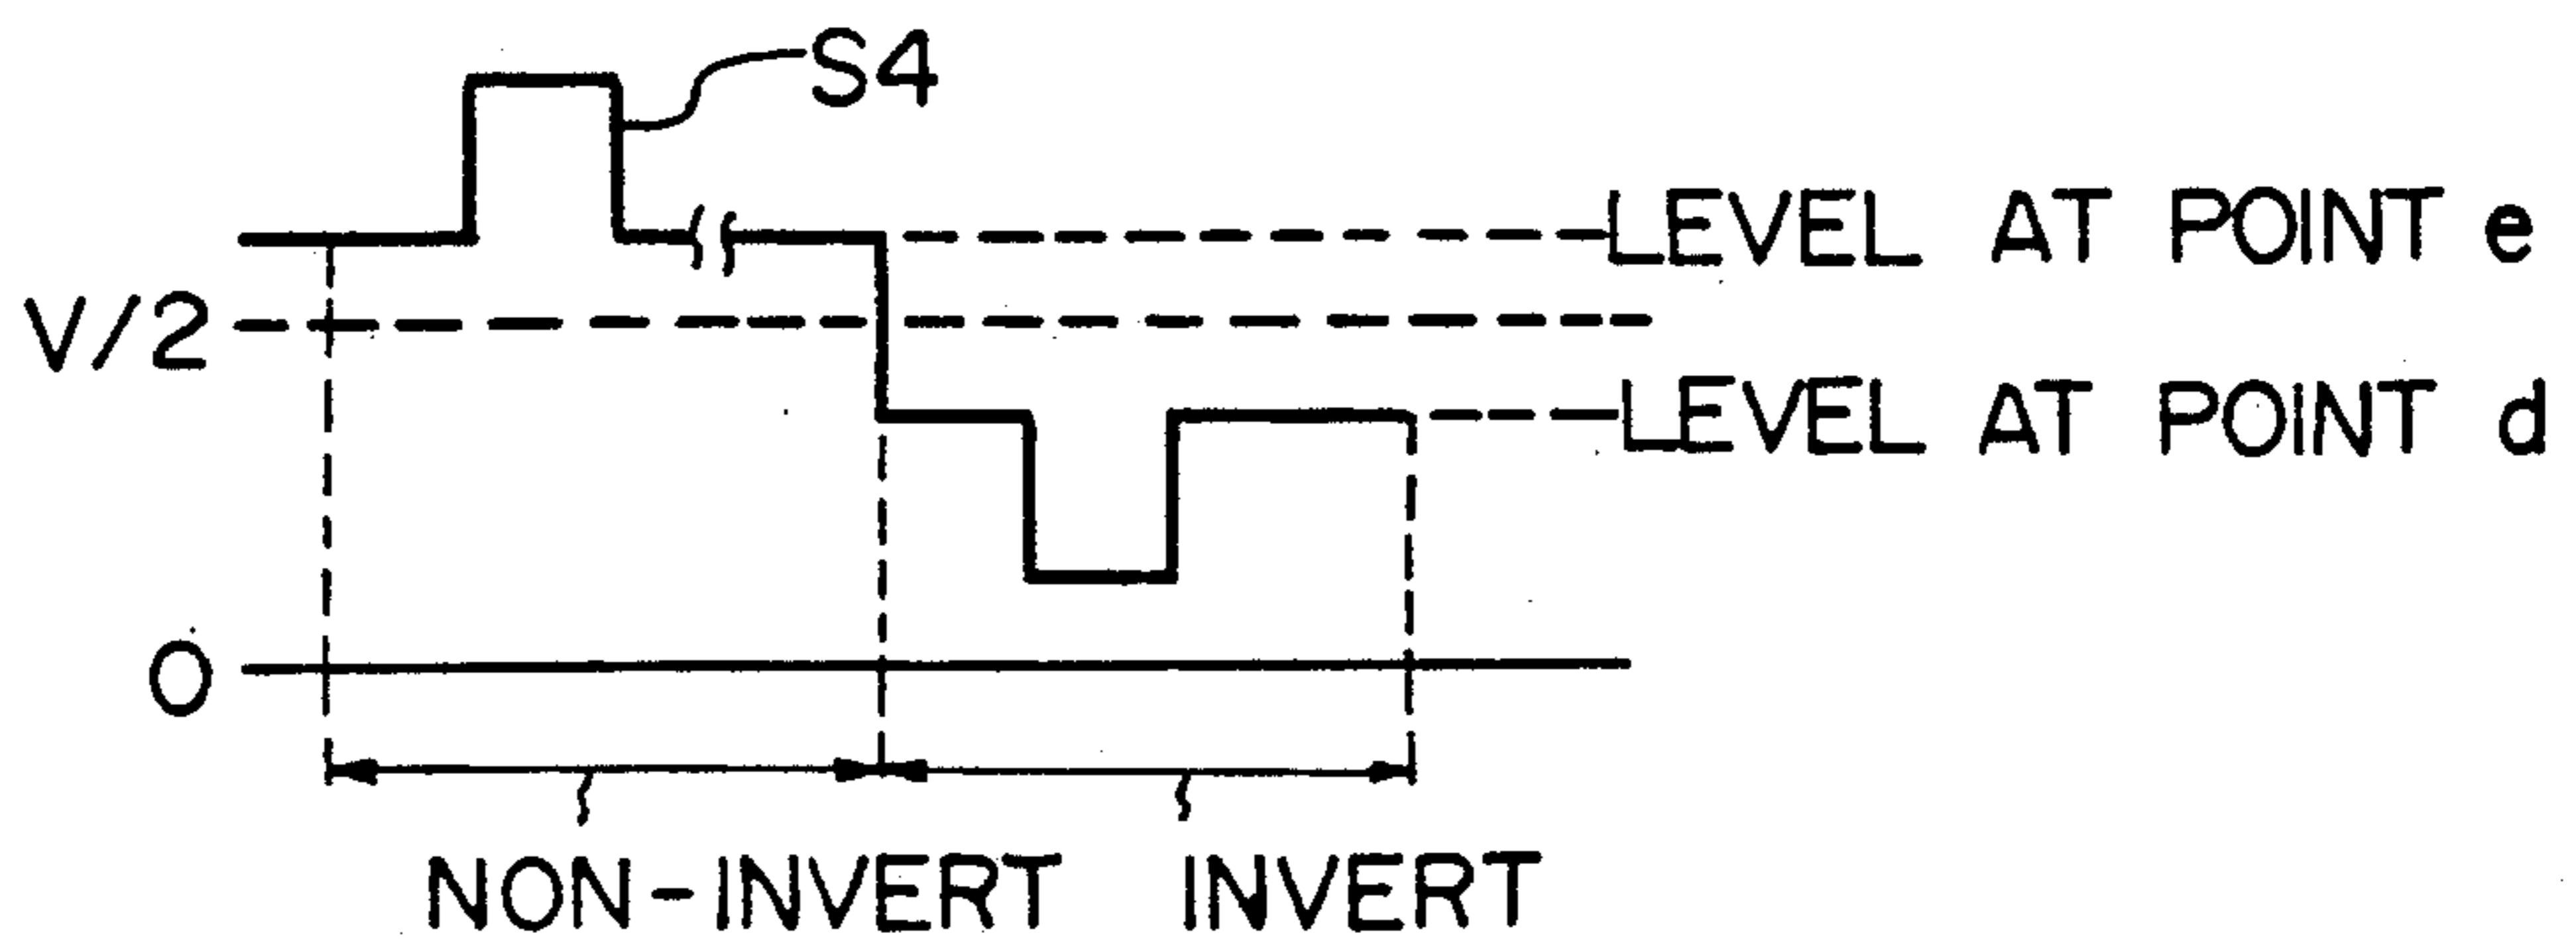 S4
LEVEL AT POINT e
V/2
LEVEL AT POINT d
0
NON-INVERT
INVERT